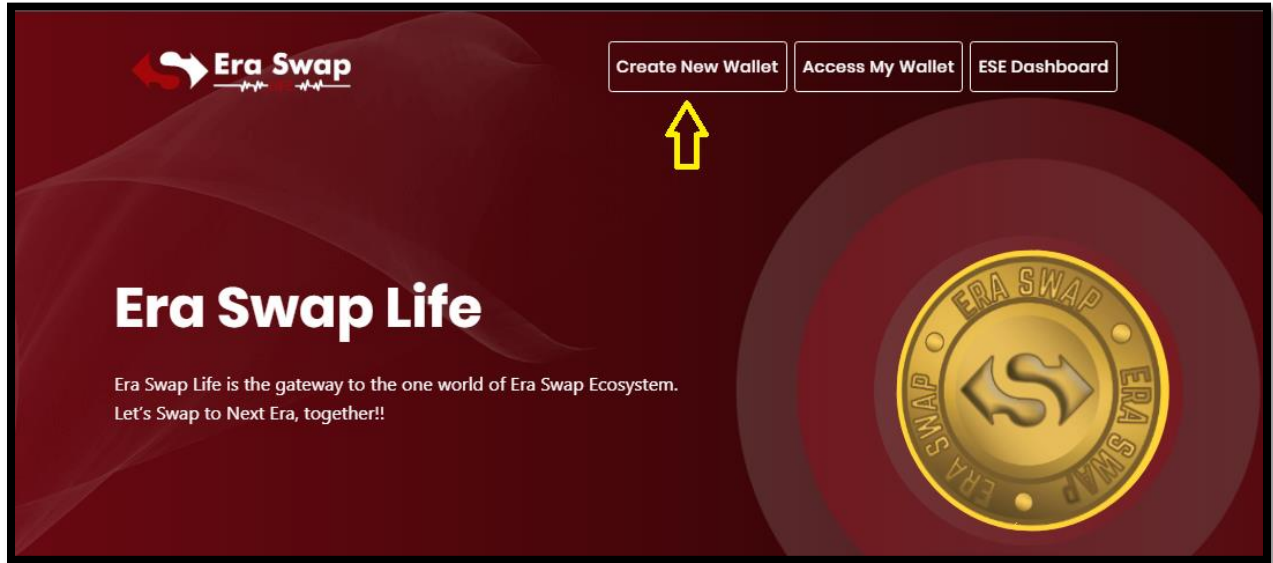 Era Swap
Create New Wallet
Access My Wallet
ESE Dashboard
Era Swap Life
Era Swap Life is the gateway to the one world of Era Swap Ecosystem.
Let's Swap to Next Era, together!!
ERA SWAP
ERA SWAP
ERA SWAP